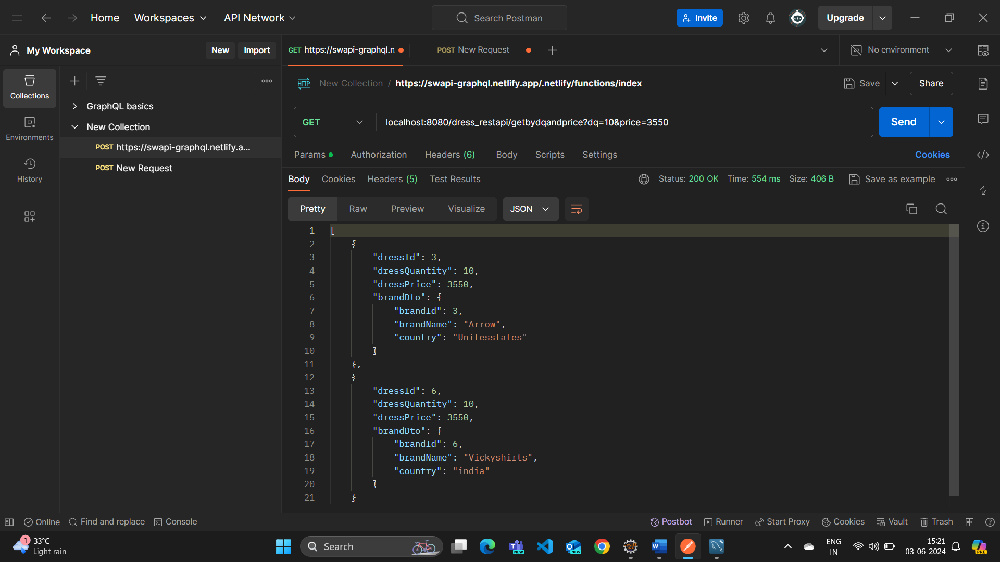 Home Workspaces API Network Search Postman Invite Upgrade
My Workspace New Import GET https://swapi-graphql.n POST New Request No environment
New Collection / https://swapi-graphql.netlify.app/.netlify/functions/index Save Share
Collections
Environments
History
GraphQL basics
New Collection
POST https://swapi-graphql.netlify.a...
POST New Request
GET localhost:8080/dress_restapi/getbydqandprice?dq=10&price=3550 Send
Params Authorization Headers (6) Body Scripts Settings Cookies
Body Cookies Headers (5) Test Results Status: 200 OK Time: 554 ms Size: 406 B Save as example
Pretty Raw Preview Visualize JSON
1 [
2 {
3 "dressId": 3,
4 "dressQuantity": 10,
5 "dressPrice": 3550,
6 "brandDto": {
7 "brandId": 3,
8 "brandName": "Arrow",
9 "country": "Unitesstates"
10 }
11 },
12 {
13 "dressId": 6,
14 "dressQuantity": 10,
15 "dressPrice": 3550,
16 "brandDto": {
17 "brandId": 6,
18 "brandName": "Vickyshirts",
19 "country": "india"
20 }
21 }
Online Find and replace Console Postbot Runner Start Proxy Cookies Vault Trash
1 33°C
Light rain
Search
NEW
NEW
ENG
IN
15:21
03-06-2024
PRE